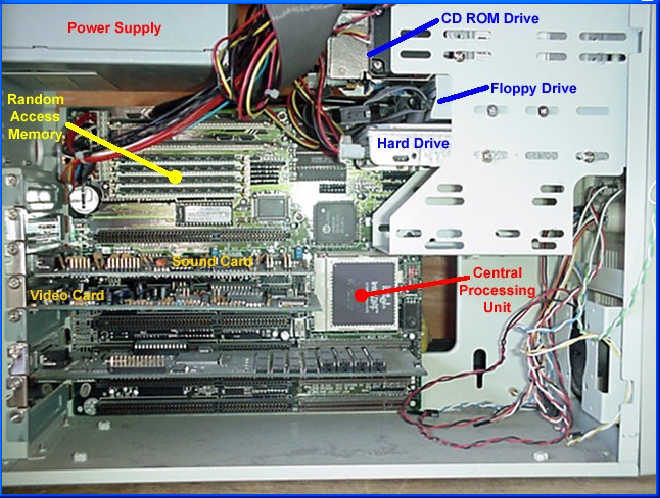 Power Supply
CD ROM Drive
Floppy Drive
Random
Access
Memory
Hard Drive
Sound Card
Video Card
Central
Processing
Unit